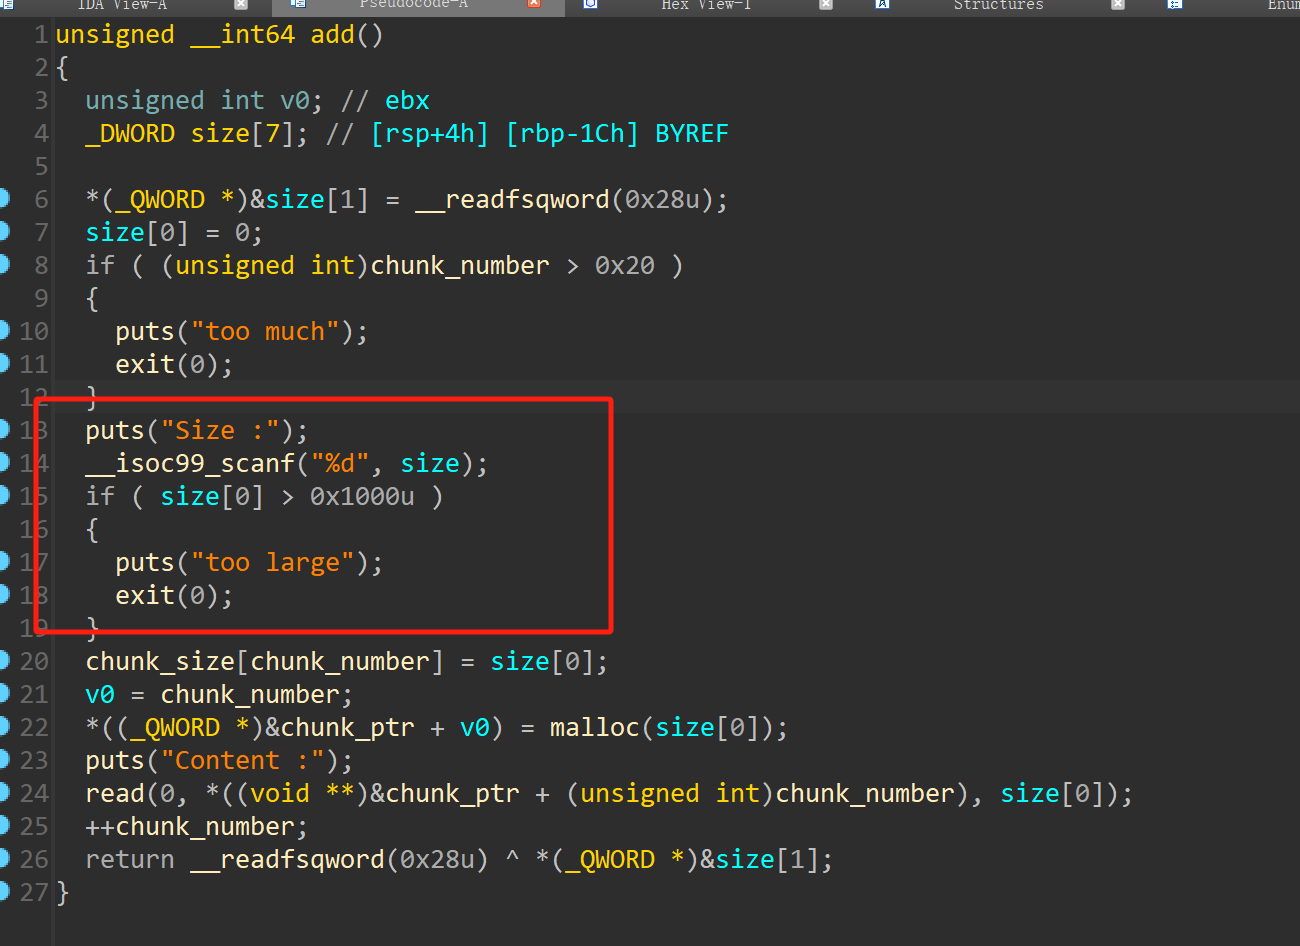 IDA View-A Pseudocode-A Hex View-1 Structures Enum
1 unsigned __int64 add()
2 {
3   unsigned int v0; // ebx
4   _DWORD size[7]; // [rsp+4h] [rbp-1Ch] BYREF
5
6   *(_QWORD *)&size[1] = __readfsqword(0x28u);
7   size[0] = 0;
8   if ( (unsigned int)chunk_number > 0x20 )
9   {
10     puts("too much");
11     exit(0);
12   }
13   puts("Size :");
14   __isoc99_scanf("%d", size);
15   if ( size[0] > 0x1000u )
16   {
17     puts("too large");
18     exit(0);
19   }
20   chunk_size[chunk_number] = size[0];
21   v0 = chunk_number;
22   *((_QWORD *)&chunk_ptr + v0) = malloc(size[0]);
23   puts("Content :");
24   read(0, *((void **)&chunk_ptr + (unsigned int)chunk_number), size[0]);
25   ++chunk_number;
26   return __readfsqword(0x28u) ^ *(_QWORD *)&size[1];
27 }